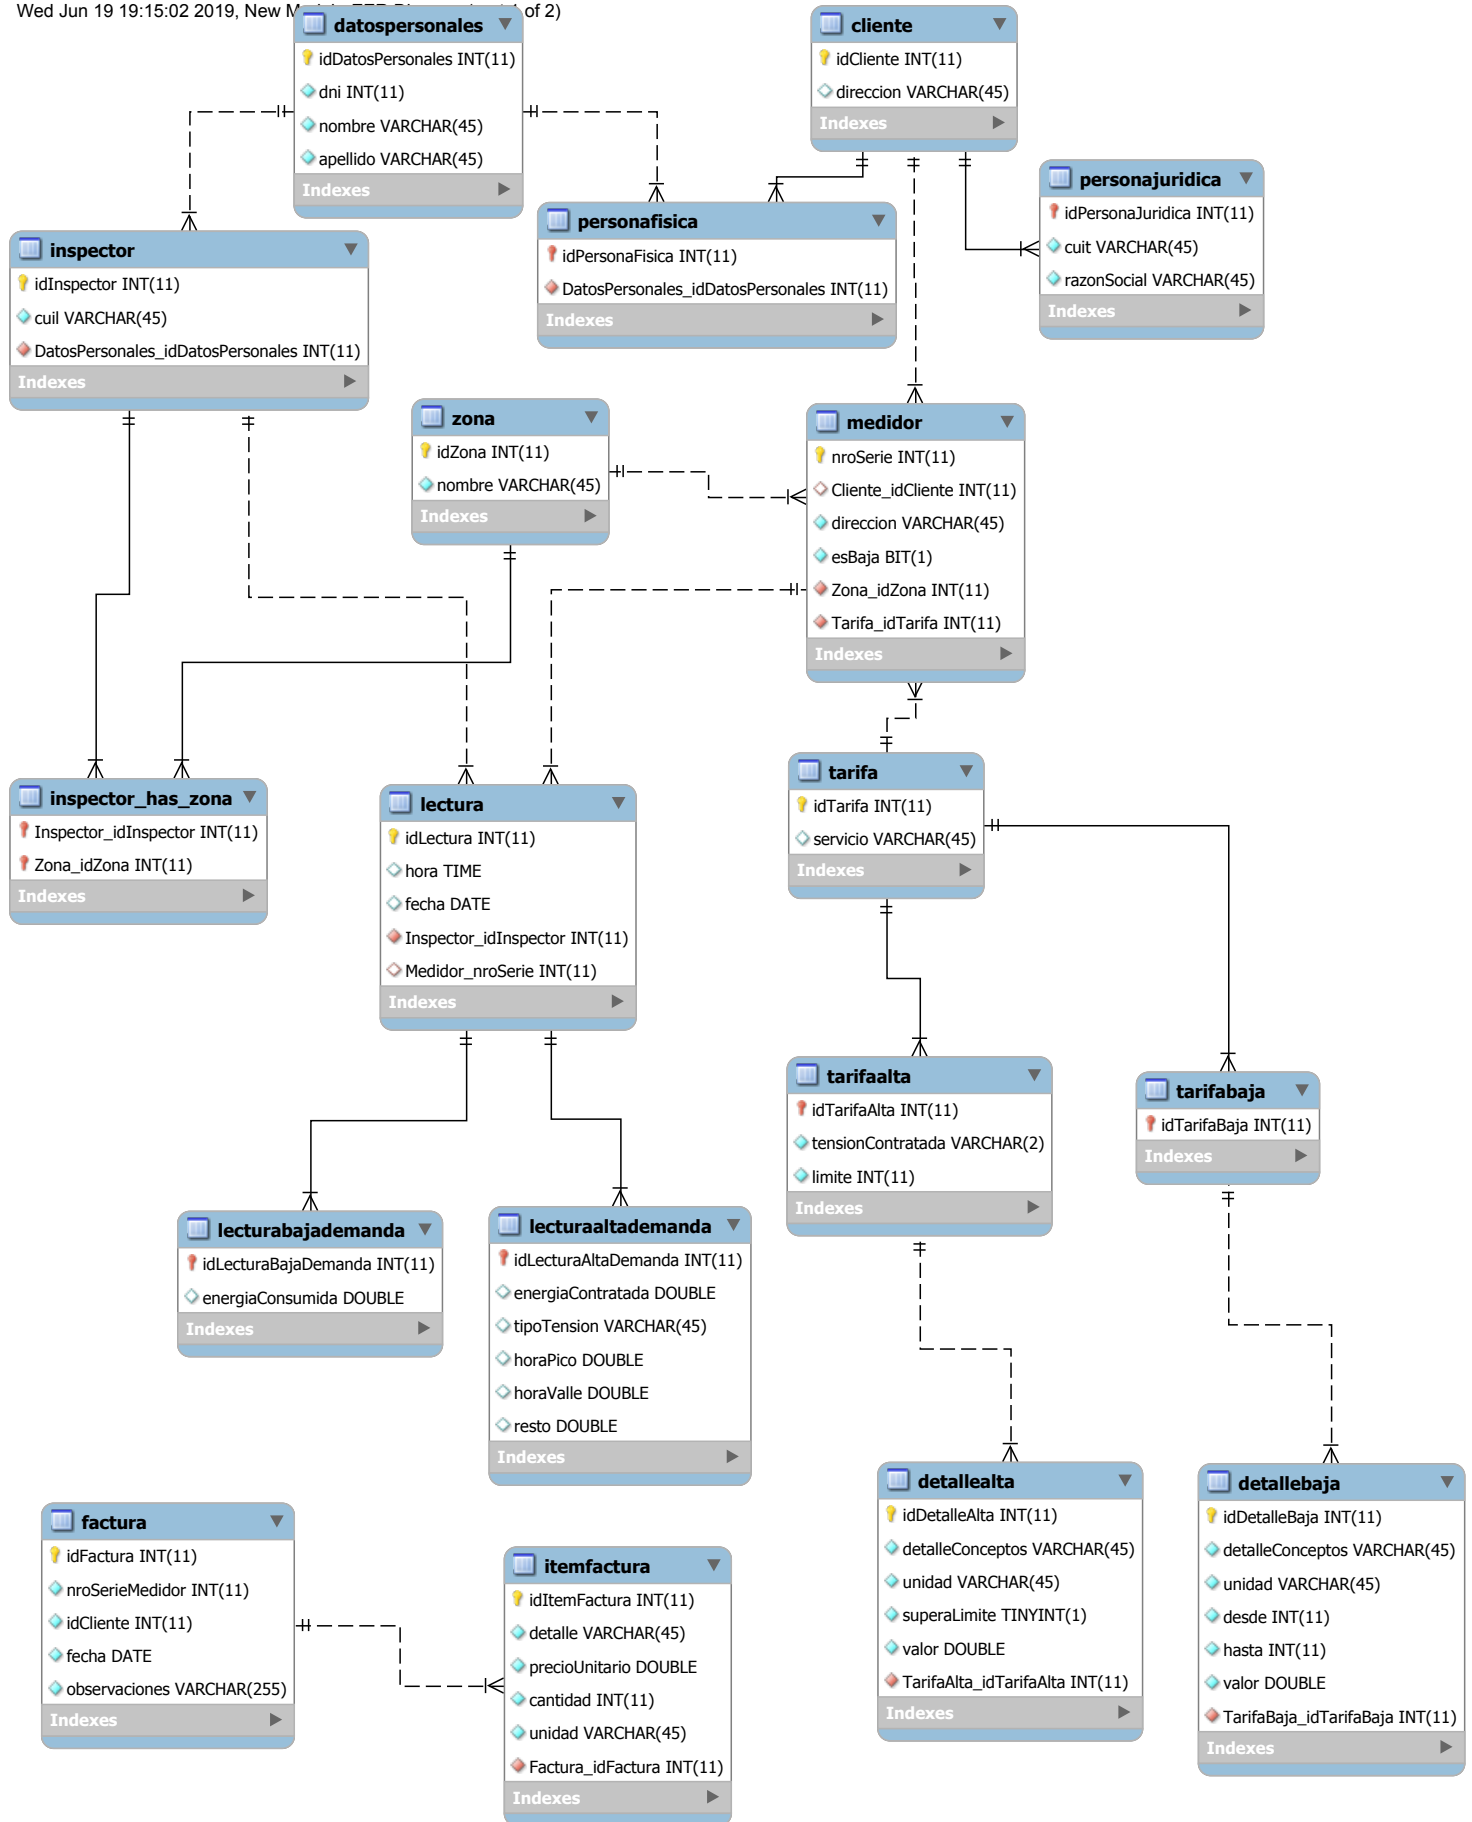 Wed Jun 19 19:15:02 2019, New of 2)
datospersonales
idDatosPersonales INT(11)
dni INT(11)
nombre VARCHAR(45)
apellido VARCHAR(45)
Indexes
cliente
idCliente INT(11)
direccion VARCHAR(45)
Indexes
personajuridica
idPersonaJuridica INT(11)
cuit VARCHAR(45)
razonSocial VARCHAR(45)
Indexes
personafisica
idPersonaFisica INT(11)
DatosPersonales_idDatosPersonales INT(11)
Indexes
inspector
idInspector INT(11)
cuil VARCHAR(45)
DatosPersonales_idDatosPersonales INT(11)
Indexes
zona
idZona INT(11)
nombre VARCHAR(45)
Indexes
medidor
nroSerie INT(11)
Cliente_idCliente INT(11)
direccion VARCHAR(45)
esBaja BIT(1)
Zona_idZona INT(11)
Tarifa_idTarifa INT(11)
Indexes
inspector_has_zona
Inspector_idInspector INT(11)
Zona_idZona INT(11)
Indexes
lectura
idLectura INT(11)
hora TIME
fecha DATE
Inspector_idInspector INT(11)
Medidor_nroSerie INT(11)
Indexes
tarifa
idTarifa INT(11)
servicio VARCHAR(45)
Indexes
tarifaalta
idTarifaAlta INT(11)
tensionContratada VARCHAR(2)
limite INT(11)
Indexes
tarifabaja
idTarifaBaja INT(11)
Indexes
lecturabajademanda
idLecturaBajaDemanda INT(11)
energiaConsumida DOUBLE
Indexes
lecturaaltademanda
idLecturaAltaDemanda INT(11)
energiaContratada DOUBLE
tipoTension VARCHAR(45)
horaPico DOUBLE
horaValle DOUBLE
resto DOUBLE
Indexes
detallealta
idDetalleAlta INT(11)
detalleConceptos VARCHAR(45)
unidad VARCHAR(45)
superaLimite TINYINT(1)
valor DOUBLE
TarifaAlta_idTarifaAlta INT(11)
Indexes
detallebaja
idDetalleBaja INT(11)
detalleConceptos VARCHAR(45)
unidad VARCHAR(45)
desde INT(11)
hasta INT(11)
valor DOUBLE
TarifaBaja_idTarifaBaja INT(11)
Indexes
factura
idFactura INT(11)
nroSerieMedidor INT(11)
idCliente INT(11)
fecha DATE
observaciones VARCHAR(255)
Indexes
itemfactura
idItemFactura INT(11)
detalle VARCHAR(45)
precioUnitario DOUBLE
cantidad INT(11)
unidad VARCHAR(45)
Factura_idFactura INT(11)
Indexes